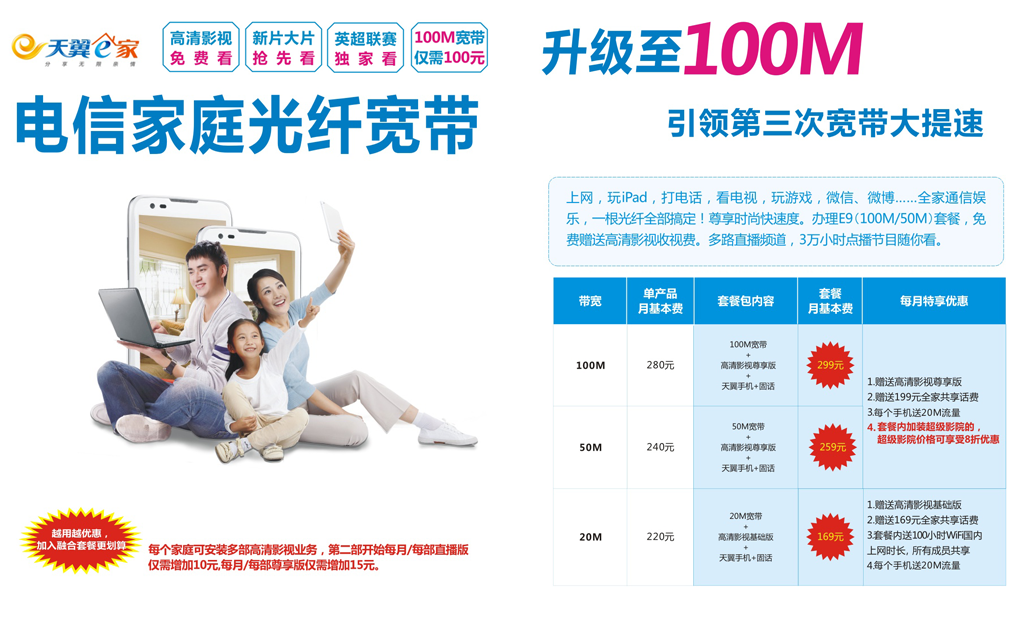 天翼e家
分享无限亲情
高清影视
免费看
新片大片
抢先看
英超联赛
独家看
100M宽带
仅需100元
电信家庭光纤宽带
越用越优惠，
加入融合套餐更划算
每个家庭可安装多部高清影视业务，第二部开始每月/每部直播版
仅需增加10元,每月/每部尊享版仅需增加15元。
升级至100M
引领第三次宽带大提速
上网，玩iPad，打电话，看电视，玩游戏，微信、微博……全家通信娱
乐，一根光纤全部搞定！尊享时尚快速度。办理E9（100M/50M）套餐，免
费赠送高清影视收视费。多路直播频道，3万小时点播节目随你看。
带宽
单产品
月基本费
套餐包内容
套餐
月基本费
每月特享优惠
100M
280元
100M宽带
+
高清影视尊享版
+
天翼手机+固话
299元
50M
240元
50M宽带
+
高清影视尊享版
+
天翼手机+固话
259元
1.赠送高清影视尊享版
2.赠送199元全家共享话费
3.每个手机送20M流量
4.套餐内加装超级影院的，
超级影院价格可享受8折优惠
20M
220元
20M宽带
+
高清影视基础版
+
天翼手机+固话
169元
1.赠送高清影视基础版
2.赠送169元全家共享话费
3.套餐内送100小时WiFi国内
上网时长, 所有成员共享
4.每个手机送20M流量